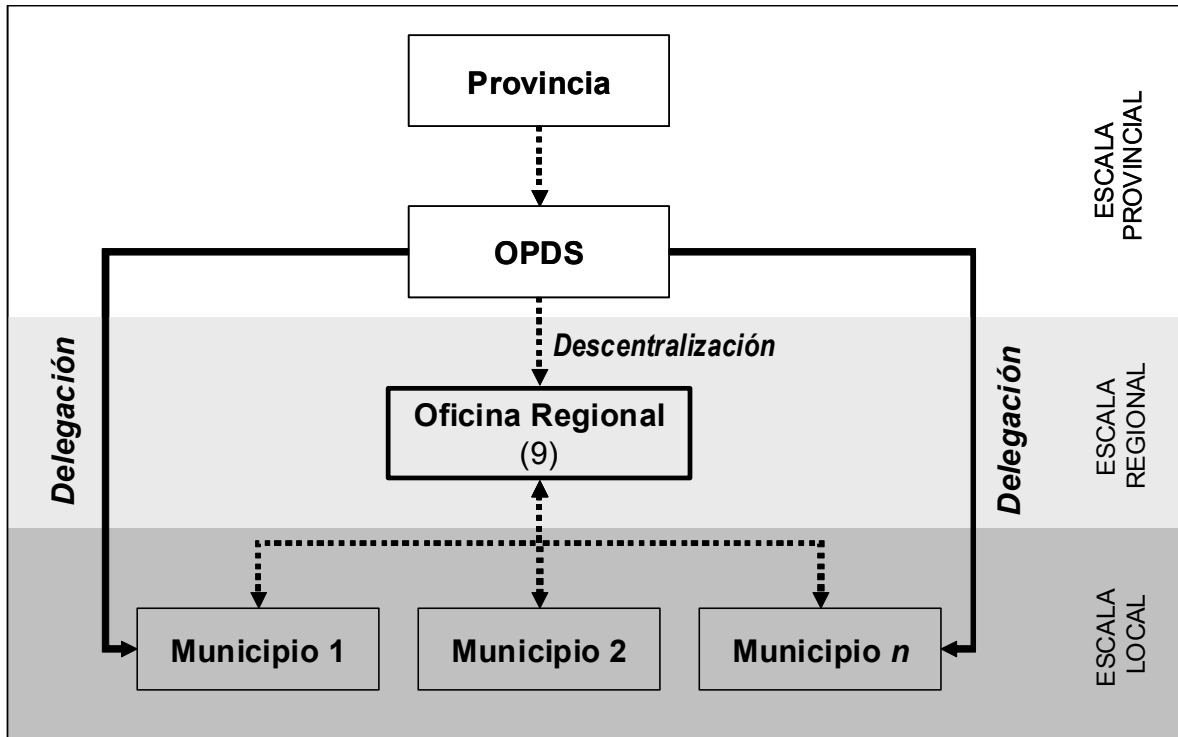 Provincia
ESCALA
PROVINCIAL
OPDS
Descentralización
Delegación
Delegación
Oficina Regional
(9)
ESCALA
REGIONAL
Municipio 1
Municipio 2
Municipio n
ESCALA
LOCAL